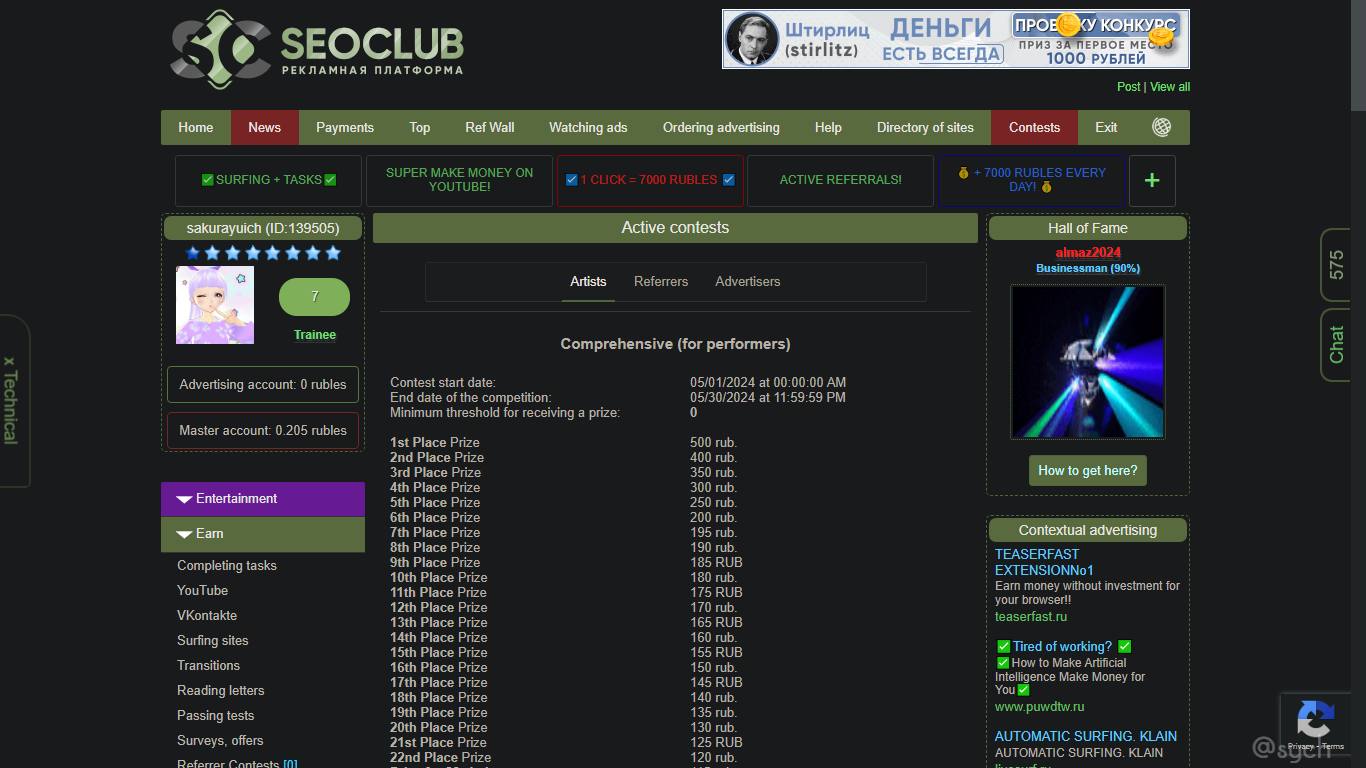 SEOCLUB
РЕКЛАМНАЯ ПЛАТФОРМА
Штирлиц
(stirlitz)
ДЕНЬГИ
ЕСТЬ ВСЕГДА
КОНКУРС
ПРИЗ ЗА ПЕРВОЕ МЕСТО
1000 РУБЛЕЙ
Post | View all
Home News Payments Top Ref Wall Watching ads Ordering advertising Help Directory of sites Contests Exit
SURFING + TASKS
SUPER MAKE MONEY ON
YOUTUBE!
1 CLICK = 7000 RUBLES
ACTIVE REFERRALS!
+ 7000 RUBLES EVERY
DAY!
+
sakurayuich (ID:139505)
7
Trainee
Advertising account: 0 rubles
Master account: 0.205 rubles
Entertainment
Earn
Completing tasks
YouTube
VKontakte
Surfing sites
Transitions
Reading letters
Passing tests
Surveys, offers
Referrer Contests [0]
x Technical
Active contests
Artists Referrers Advertisers
Comprehensive (for performers)
Contest start date: 05/01/2024 at 00:00:00 AM
End date of the competition: 05/30/2024 at 11:59:59 PM
Minimum threshold for receiving a prize: 0
1st Place Prize 500 rub.
2nd Place Prize 400 rub.
3rd Place Prize 350 rub.
4th Place Prize 300 rub.
5th Place Prize 250 rub.
6th Place Prize 200 rub.
7th Place Prize 195 rub.
8th Place Prize 190 rub.
9th Place Prize 185 RUB
10th Place Prize 180 rub.
11th Place Prize 175 RUB
12th Place Prize 170 rub.
13th Place Prize 165 RUB
14th Place Prize 160 rub.
15th Place Prize 155 RUB
16th Place Prize 150 rub.
17th Place Prize 145 RUB
18th Place Prize 140 rub.
19th Place Prize 135 rub.
20th Place Prize 130 rub.
21st Place Prize 125 RUB
22nd Place Prize 120 rub.
Hall of Fame
almaz2024
Businessman (90%)
How to get here?
Contextual advertising
TEASERFAST
EXTENSIONNo1
Earn money without investment for
your browser!!
teaserfast.ru
Tired of working?
How to Make Artificial
Intelligence Make Money for
You
www.puwdtw.ru
AUTOMATIC SURFING. KLAIN
AUTOMATIC SURFING. KLAIN
575
Chat
Privacy - Terms